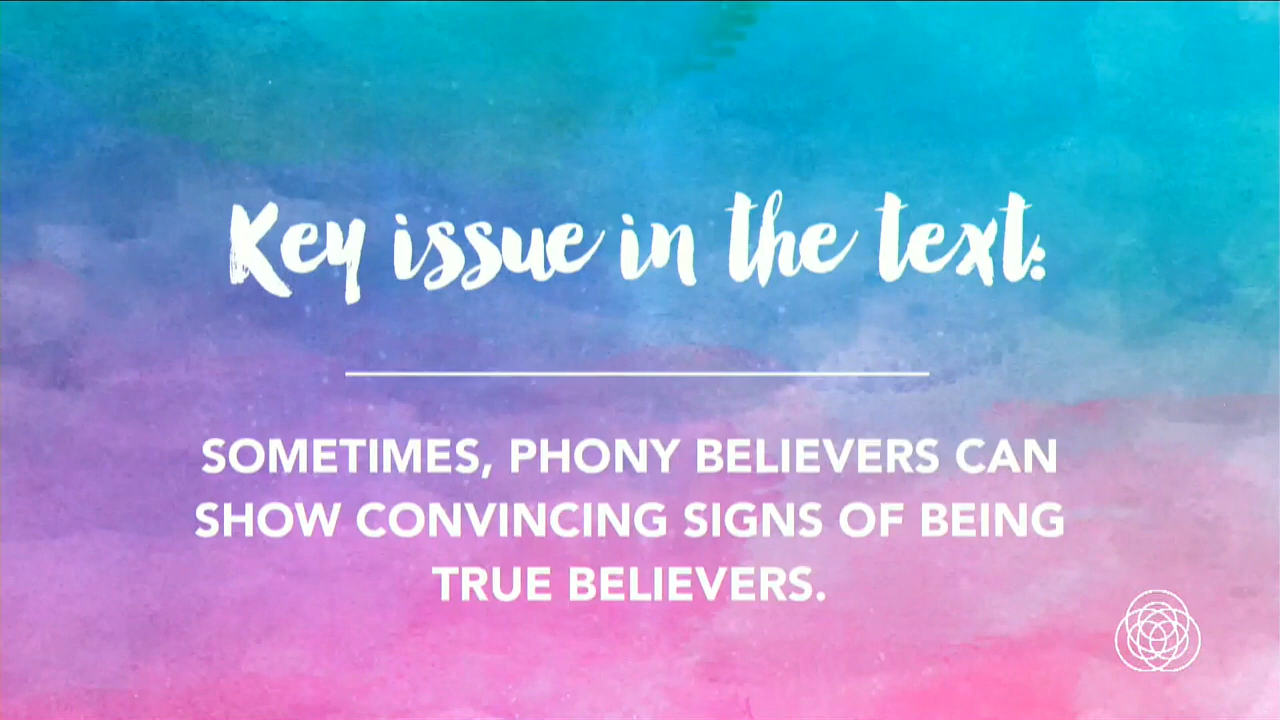 Key issue in the text:
SOMETIMES, PHONY BELIEVERS CAN
SHOW CONVINCING SIGNS OF BEING
TRUE BELIEVERS.